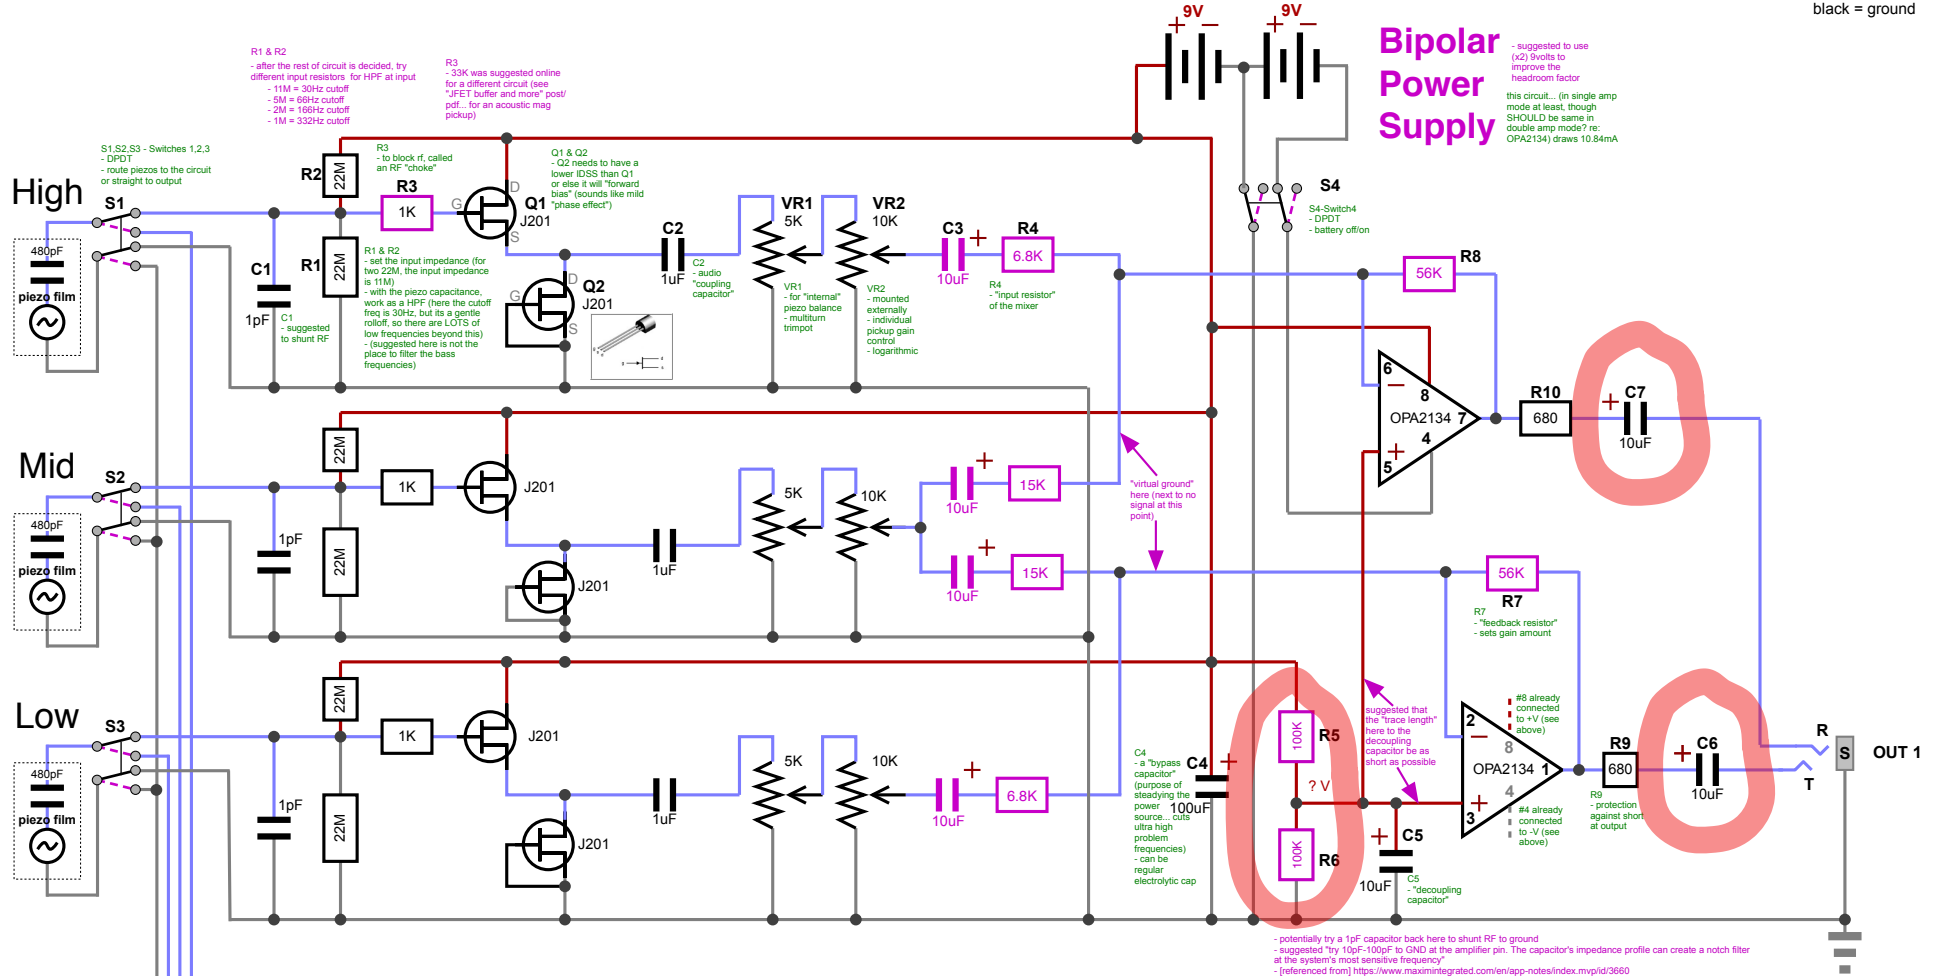 black = ground
9V
9V
+
−
+
−
Bipolar
Power
Supply
- suggested to use
(x2) 9volts to
improve the
headroom factor
this circuit... (in single amp
mode at least, though
SHOULD be same in
double amp mode? re:
OPA2134) draws 10.84mA
R1 & R2
- after the rest of circuit is decided, try
different input resistors for HPF at input
- 11M = 30Hz cutoff
- 5M = 66Hz cutoff
- 2M = 166Hz cutoff
- 1M = 332Hz cutoff
R3
- 33K was suggested online
for a different circuit (see
"JFET buffer and more" post/
pdf... for an acoustic mag
pickup)
S1,S2,S3 - Switches 1,2,3
- DPDT
- route piezos to the circuit
or straight to output
R3
- to block rf, called
an RF "choke"
Q1 & Q2
- Q2 needs to have a
lower IDSS than Q1
or else it will "forward
bias" (sounds like mild
"phase effect")
High
S1
480pF
piezo film
C1
1pF
C1
- suggested
to shunt RF
R2
22M
R1
22M
R3
1K
R1 & R2
- set the input impedance (for
two 22M, the input impedance
is 11M)
- with the piezo capacitance,
work as a HPF (here the cutoff
freq is 30Hz, but its a gentle
rolloff, so there are LOTS of
low frequencies beyond this)
- (suggested here is not the
place to filter the bass
frequencies)
G
D
S
Q1
J201
G
D
S
Q2
J201
C2
1uF
C2
- audio
"coupling
capacitor"
VR1
5K
VR1
- for "internal"
piezo balance
- multiturn
trimpot
VR2
10K
VR2
- mounted
externally
- individual
pickup gain
control
- logarithmic
C3
+
10uF
R4
6.8K
R4
- "input resistor"
of the mixer
S4
S4-Switch4
- DPDT
- battery off/on
R8
56K
6
−
8
OPA2134
7
4
+
5
R10
680
+
C7
10uF
Mid
S2
480pF
piezo film
1pF
22M
22M
1K
J201
J201
1uF
5K
10K
+
10uF
15K
+
10uF
15K
"virtual ground"
here (next to no
signal at this
point)
56K
R7
R7
- "feedback resistor"
- sets gain amount
Low
S3
480pF
piezo film
1pF
22M
22M
1K
J201
J201
1uF
5K
10K
+
10uF
6.8K
C4
- a "bypass
capacitor"
(purpose of
steadying the
power
source... cuts
ultra high
problem
frequencies)
- can be
regular
electrolytic cap
C4
+
100uF
100K
R5
? V
100K
R6
suggested that
the "trace length"
here to the
decoupling
capacitor be as
short as possible
+
C5
10uF
C5
- "decoupling
capacitor"
2
−
8
OPA2134
1
4
+
3
#8 already
connected
to +V (see
above)
#4 already
connected
to -V (see
above)
R9
680
R9
- protection
against short
at output
+
C6
10uF
R
T
S
OUT 1
- potentially try a 1pF capacitor back here to shunt RF to ground
- suggested "try 10pF-100pF to GND at the amplifier pin. The capacitor's impedance profile can create a notch filter
at the system's most sensitive frequency"
- [referenced from] https://www.maximintegrated.com/en/app-notes/index.mvp/id/3660